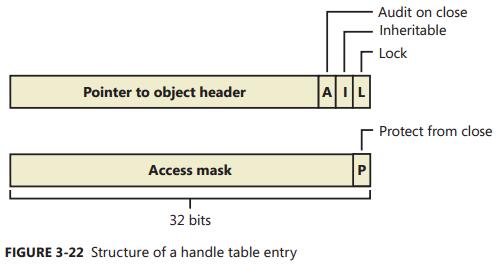 Audit on close
Inheritable
Lock
Pointer to object header A I L
Protect from close
Access mask P
32 bits
FIGURE 3-22 Structure of a handle table entry